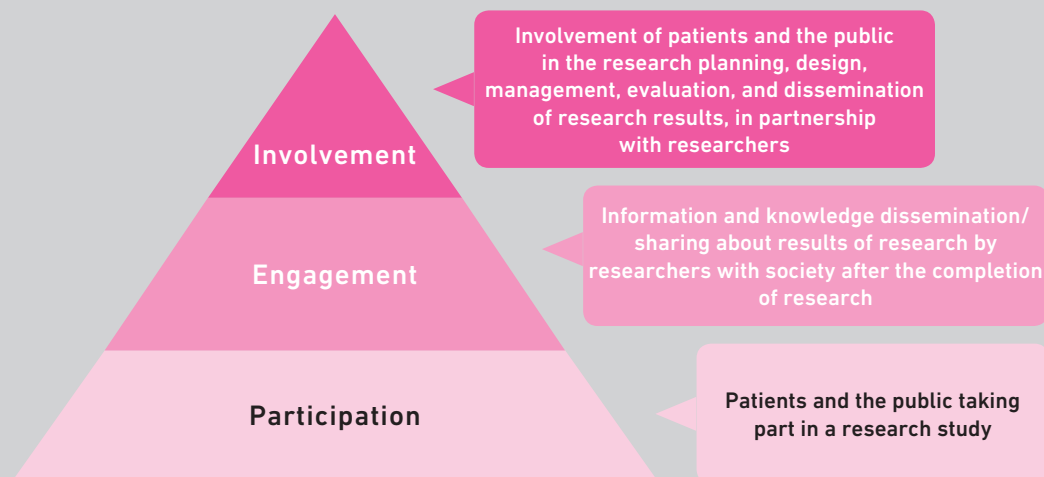 Involvement of patients and the public
in the research planning, design,
management, evaluation, and dissemination
of research results, in partnership
with researchers
Involvement
Information and knowledge dissemination/
sharing about results of research by
researchers with society after the completion
of research
Engagement
Patients and the public taking
part in a research study
Participation